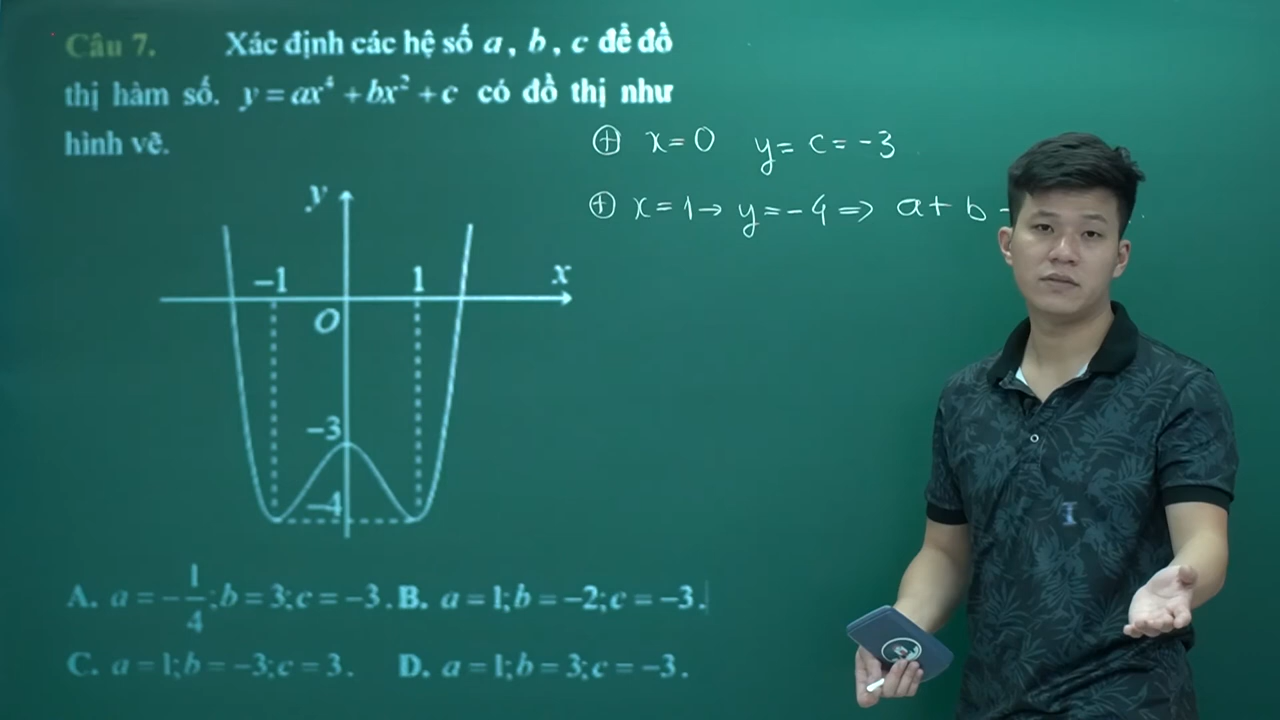 Câu 7. Xác định các hệ số a, b, c để đồ
thị hàm số. y = ax⁴ + bx² + c có đồ thị như
hình vẽ.
⊕ x=0 y= c= -3
⊕ x=1→ y=-4 => a+ b -
y
-1
1
x
O
-3
-4
A. a = -1/4; b = 3; c = -3. B. a = 1; b = -2; c = -3.
C. a = 1; b = -3; c = 3. D. a = 1; b = 3; c = -3.